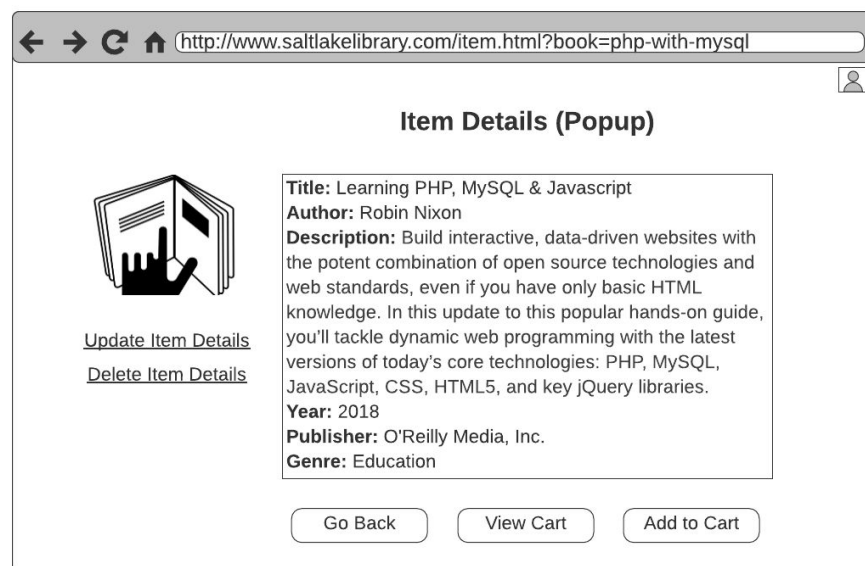 http://www.saltlakelibrary.com/item.html?book=php-with-mysql
Item Details (Popup)
Title: Learning PHP, MySQL & Javascript
Author: Robin Nixon
Description: Build interactive, data-driven websites with
the potent combination of open source technologies and
web standards, even if you have only basic HTML
knowledge. In this update to this popular hands-on guide,
you'll tackle dynamic web programming with the latest
versions of today's core technologies: PHP, MySQL,
JavaScript, CSS, HTML5, and key jQuery libraries.
Year: 2018
Publisher: O'Reilly Media, Inc.
Genre: Education
Update Item Details
Delete Item Details
Go Back
View Cart
Add to Cart